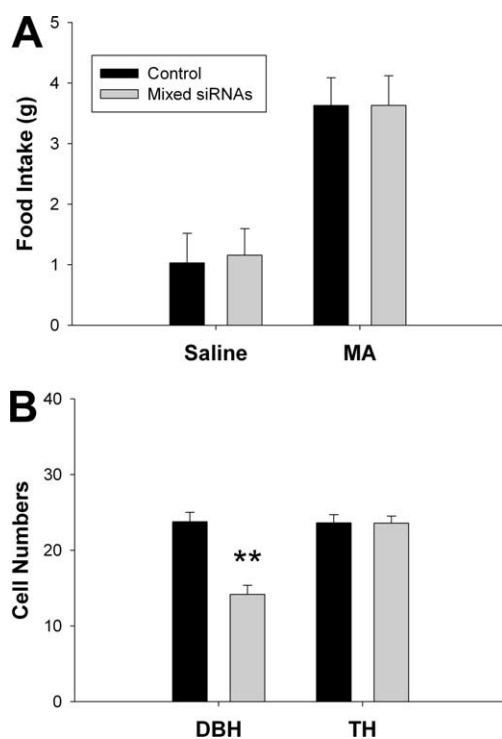 A
Food Intake (g)
5
4
3
2
1
0
Control
Mixed siRNAs
Saline MA
B
Cell Numbers
40
30
20
10
0
**
DBH TH